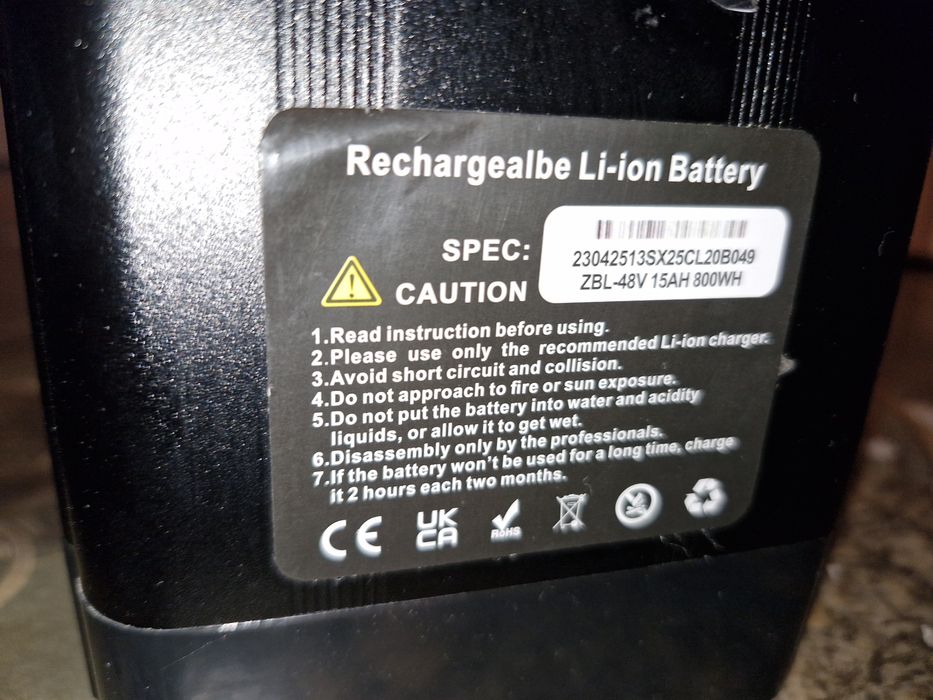 Rechargealbe Li-ion Battery
SPEC:
23042513SX25CL20B049
ZBL-48V 15AH 800WH
CAUTION
1.Read instruction before using.
2.Please use only the recommended Li-ion charger.
3.Avoid short circuit and collision.
4.Do not approach to fire or sun exposure.
5.Do not put the battery into water and acidity
liquids, or allow it to get wet.
6.Disassembly only by the professionals.
7.If the battery won't be used for a long time, charge
it 2 hours each two months.
CE UK CA RoHS